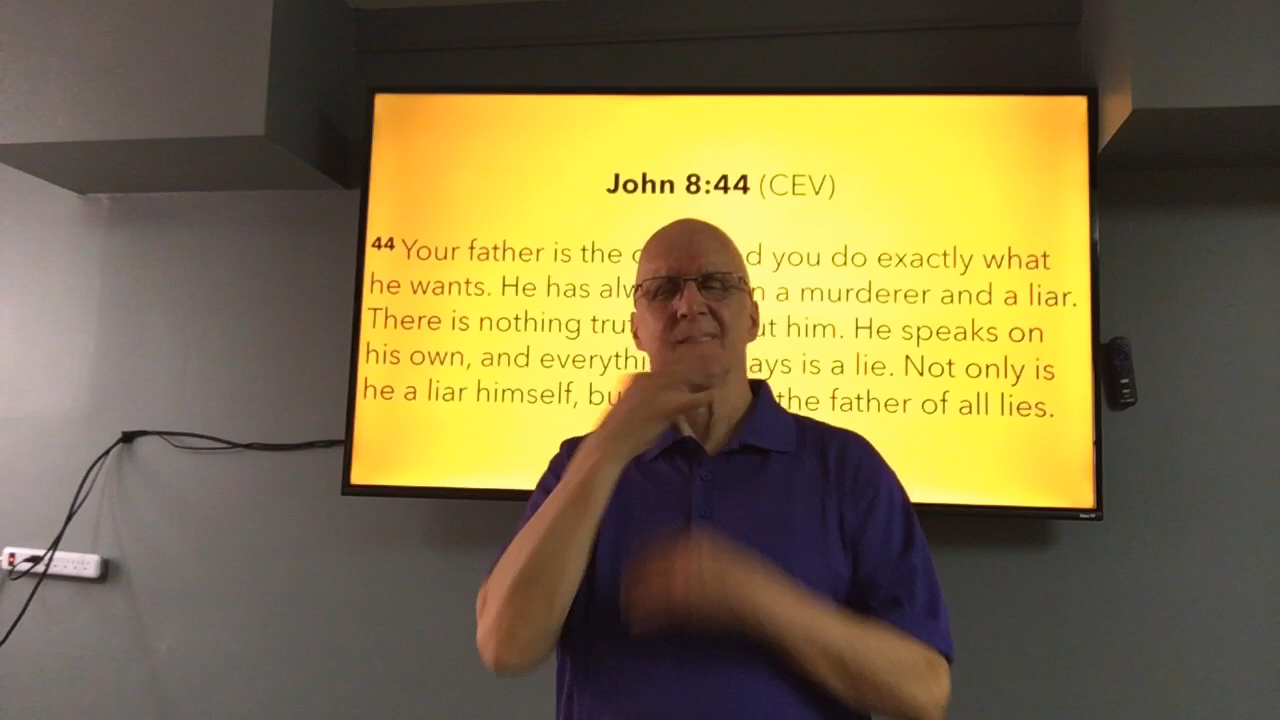 John 8:44 (CEV)
44 Your father is the d you do exactly what
he wants. He has alw n a murderer and a liar.
There is nothing tru ut him. He speaks on
his own, and everythi ays is a lie. Not only is
he a liar himself, bu the father of all lies.